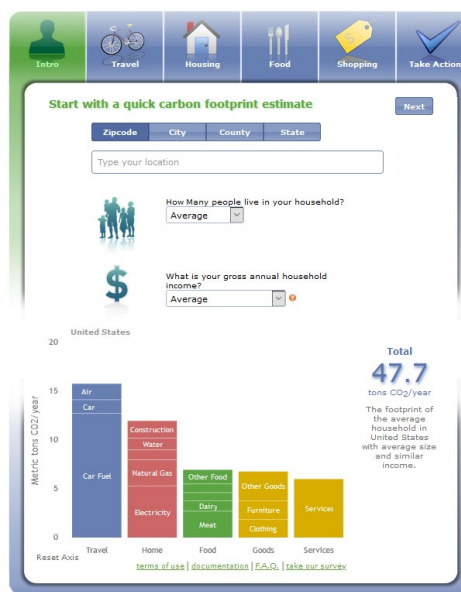 Intro
Travel
Housing
Food
Shopping
Take Action
Start with a quick carbon footprint estimate
Next
Zipcode
City
County
State
Type your location
How Many people live in your household?
Average
$
What is your gross annual household
income?
Average
?
United States
Metric tons CO2/year
20
15
10
5
0
Air
Car
Car Fuel
Construction
Water
Natural Gas
Electricity
Other Food
Dairy
Meat
Other Goods
Furniture
Clothing
Services
Travel
Home
Food
Goods
Services
Reset Axis
Total
47.7
tons CO2/year
The footprint of
the average
household in
United States
with average size
and similar
income.
terms of use | documentation | F.A.Q. | take our survey